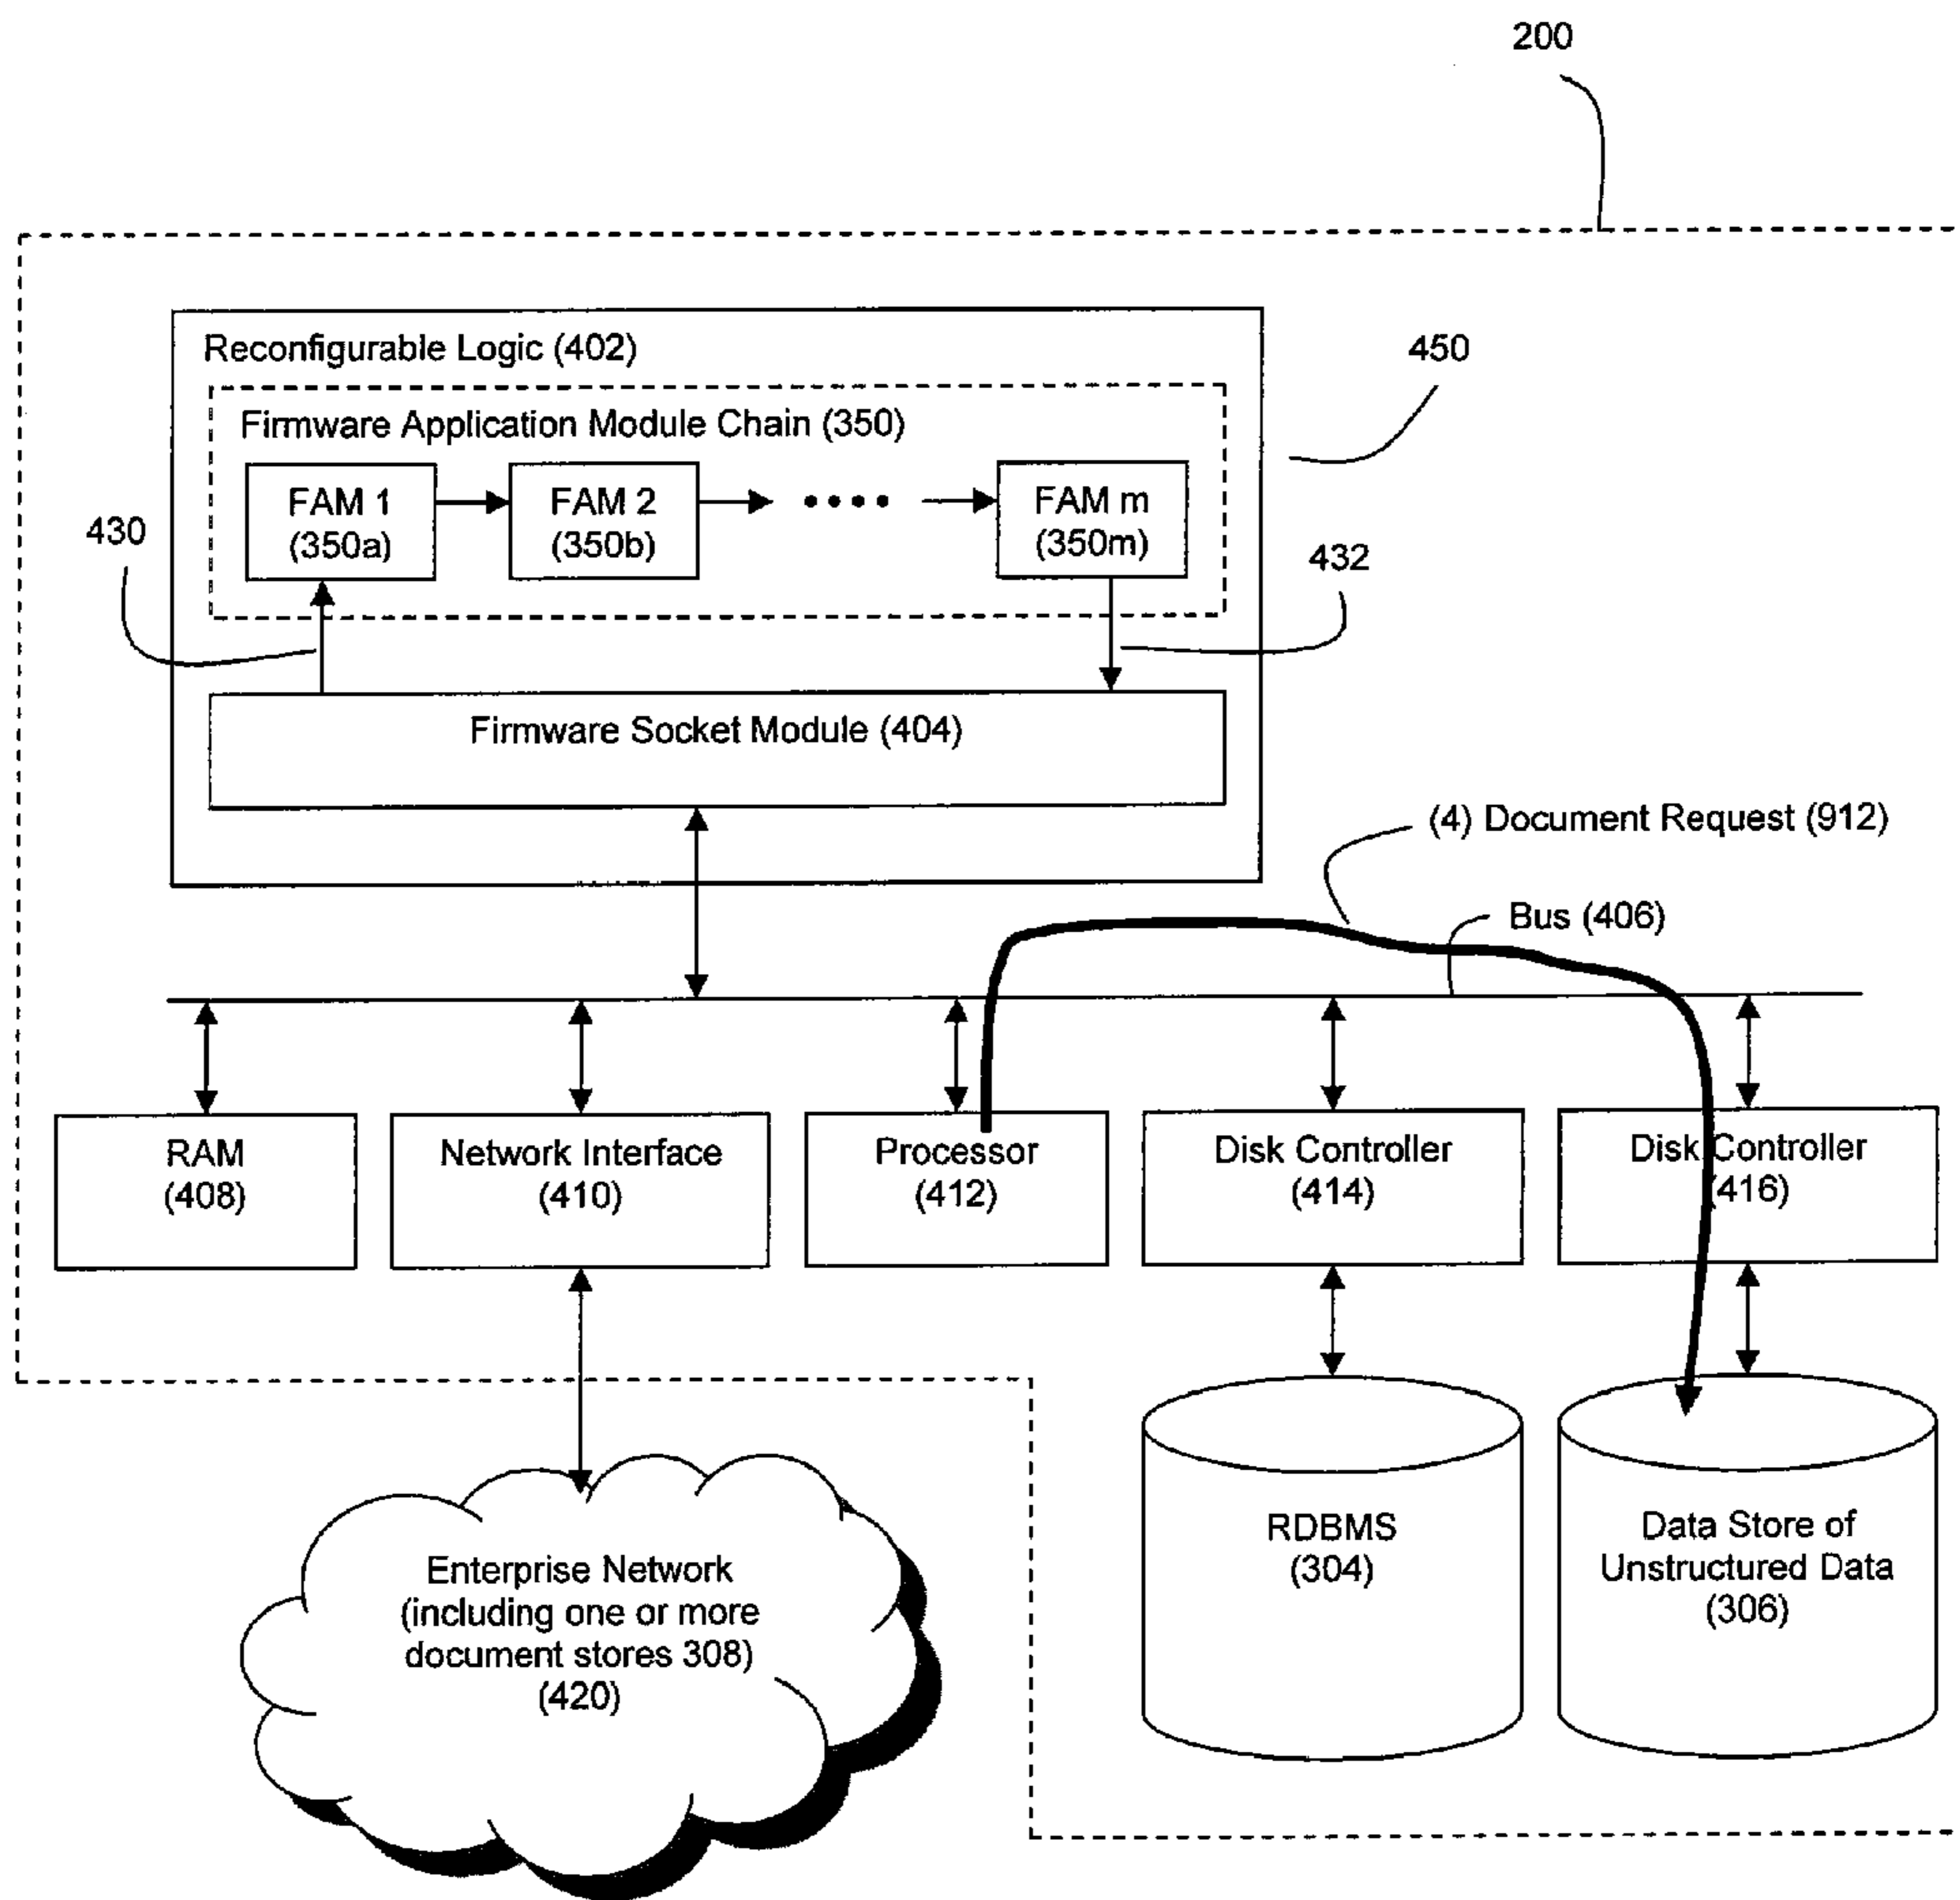 200
Reconfigurable Logic (402)
450
Firmware Application Module Chain (350)
FAM 1
(350a)
FAM 2
(350b)
FAM m
(350m)
430
432
Firmware Socket Module (404)
(4) Document Request (912)
Bus (406)
RAM
(408)
Network Interface
(410)
Processor
(412)
Disk Controller
(414)
Disk Controller
(416)
Enterprise Network
(including one or more
document stores 308)
(420)
RDBMS
(304)
Data Store of
Unstructured Data
(306)